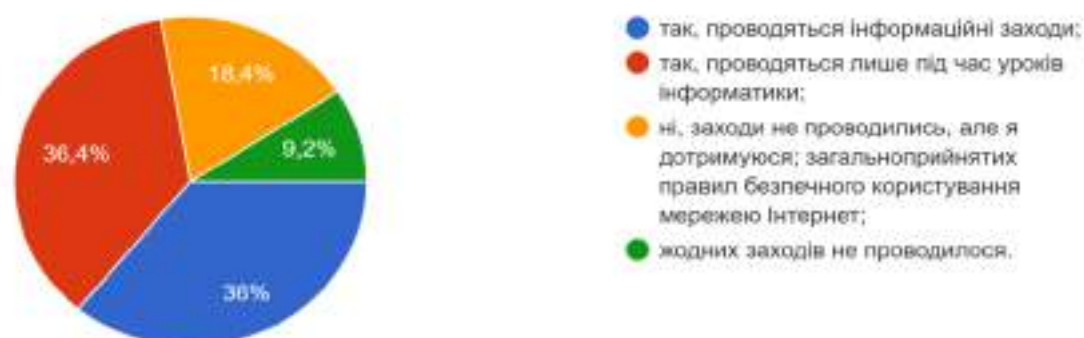 18,4%
36,4%
9,2%
36%
так, проводяться інформаційні заходи;
так, проводяться лише під час уроків
інформатики;
ні, заходи не проводились, але я
дотримуюся; загальноприйнятих
правил безпечного користування
мережею Інтернет;
жодних заходів не проводилося.